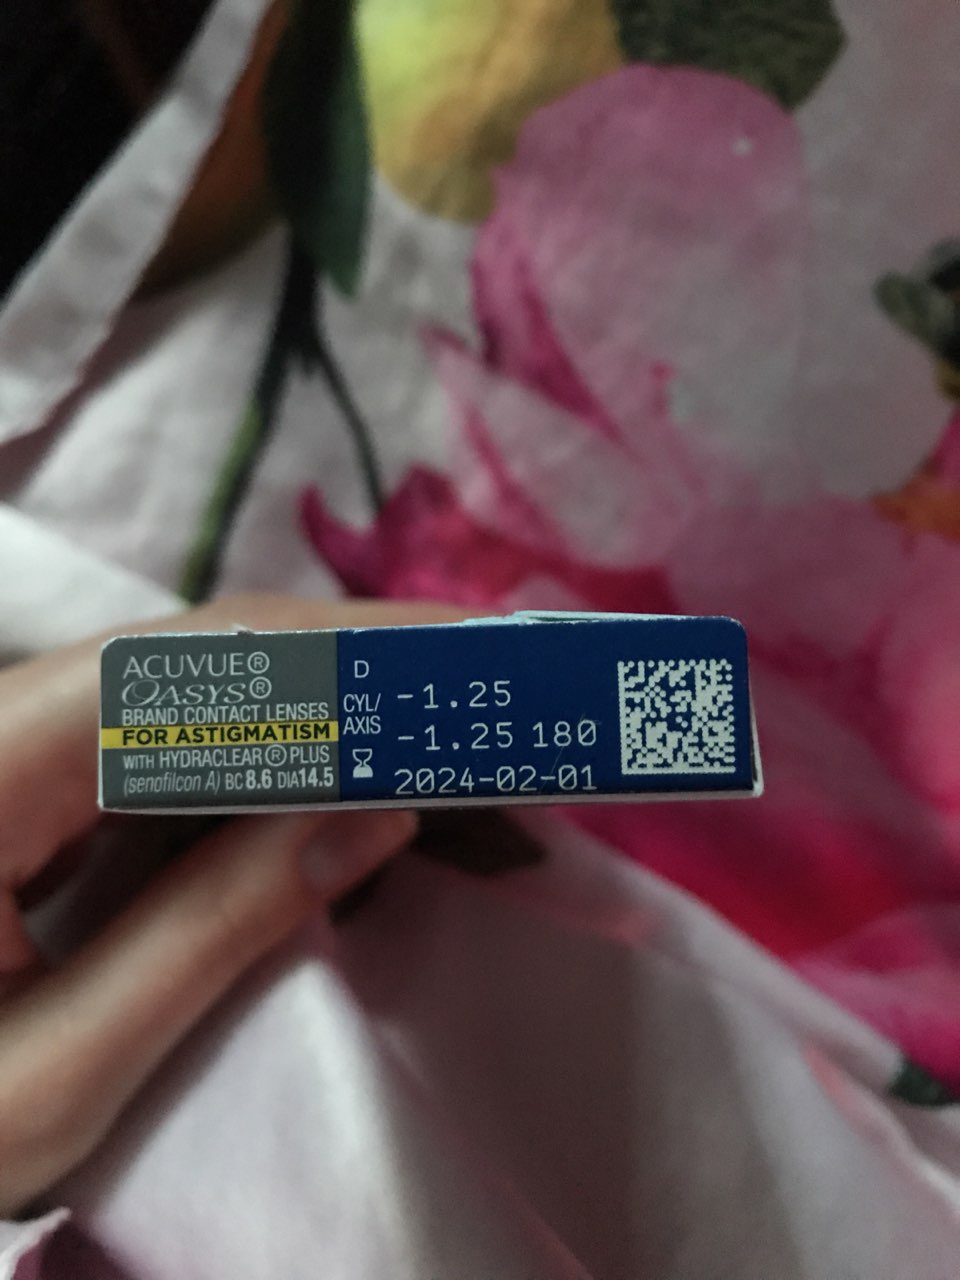 ACUVUE®
OASYS®
BRAND CONTACT LENSES
FOR ASTIGMATISM
WITH HYDRACLEAR® PLUS
(senofilcon A) BC 8.6 DIA 14.5
D -1.25
CYL/
AXIS -1.25 180
2024-02-01